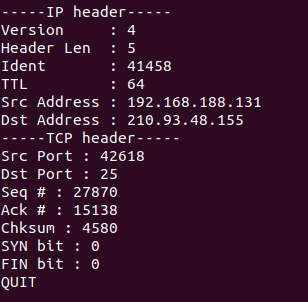 -----IP header-----
Version     : 4
Header Len  : 5
Ident       : 41458
TTL         : 64
Src Address : 192.168.188.131
Dst Address : 210.93.48.155
-----TCP header-----
Src Port : 42618
Dst Port : 25
Seq # : 27870
Ack # : 15138
Chksum : 4580
SYN bit : 0
FIN bit : 0
QUIT